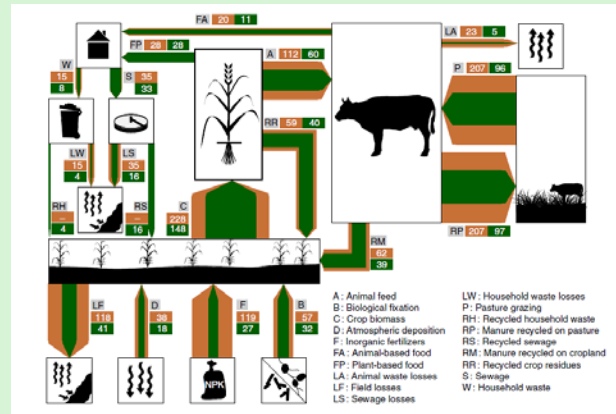 FA 20 11
FP 28 28
LA 23 5
A 112 60
P 207 96
W
15
8
S 35
33
RR 59 40
LW
15
4
LS
35
16
RH
–
4
RS
–
16
C
228
148
RP 207 97
RM
62
39
LF
118
41
D
38
18
F
119
27
B
57
32
NPK
A : Animal feed
B : Biological fixation
C : Crop biomass
D : Atmospheric deposition
F : Inorganic fertilizers
FA : Animal-based food
FP : Plant-based food
LA : Animal waste losses
LF : Field losses
LS : Sewage losses
LW : Household waste losses
P : Pasture grazing
RH : Recycled household waste
RP : Manure recycled on pasture
RS : Recycled sewage
RM : Manure recycled on cropland
RR : Recycled crop residues
S : Sewage
W : Household waste